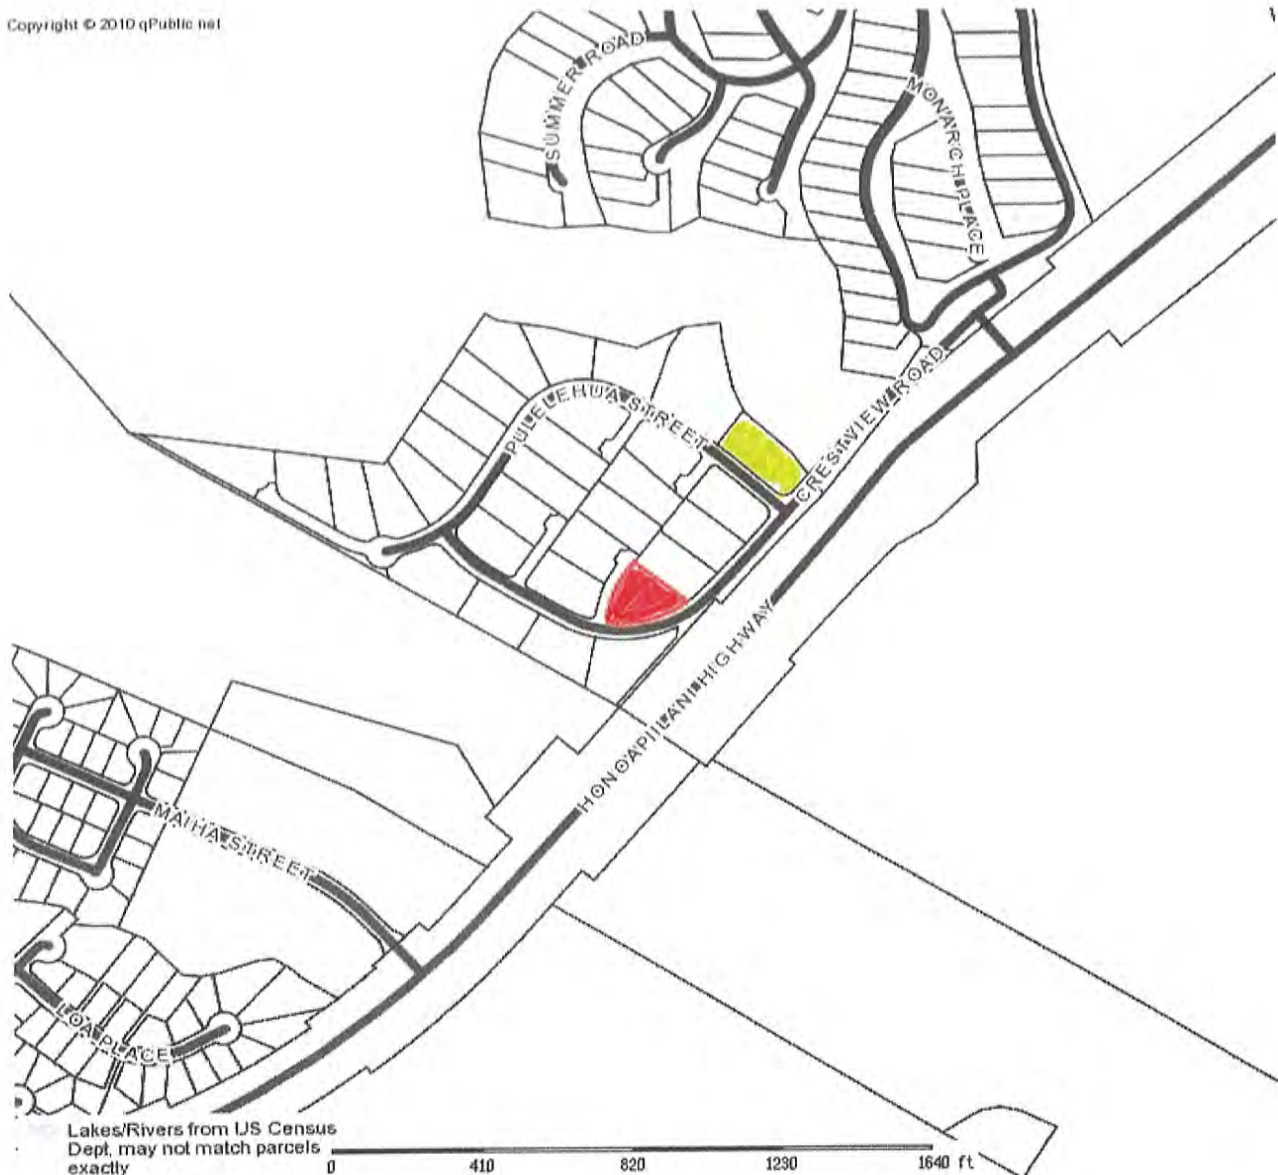 Copyright © 2010 qPublic.net
SUMMER ROAD
MONARCH PLACE
PULELEHUA STREET
CRESTVIEW ROAD
HONOAPIILANI HIGHWAY
MAIHA STREET
LOA PLACE
Lakes/Rivers from US Census
Dept, may not match parcels
exactly
0 410 820 1230 1640 ft